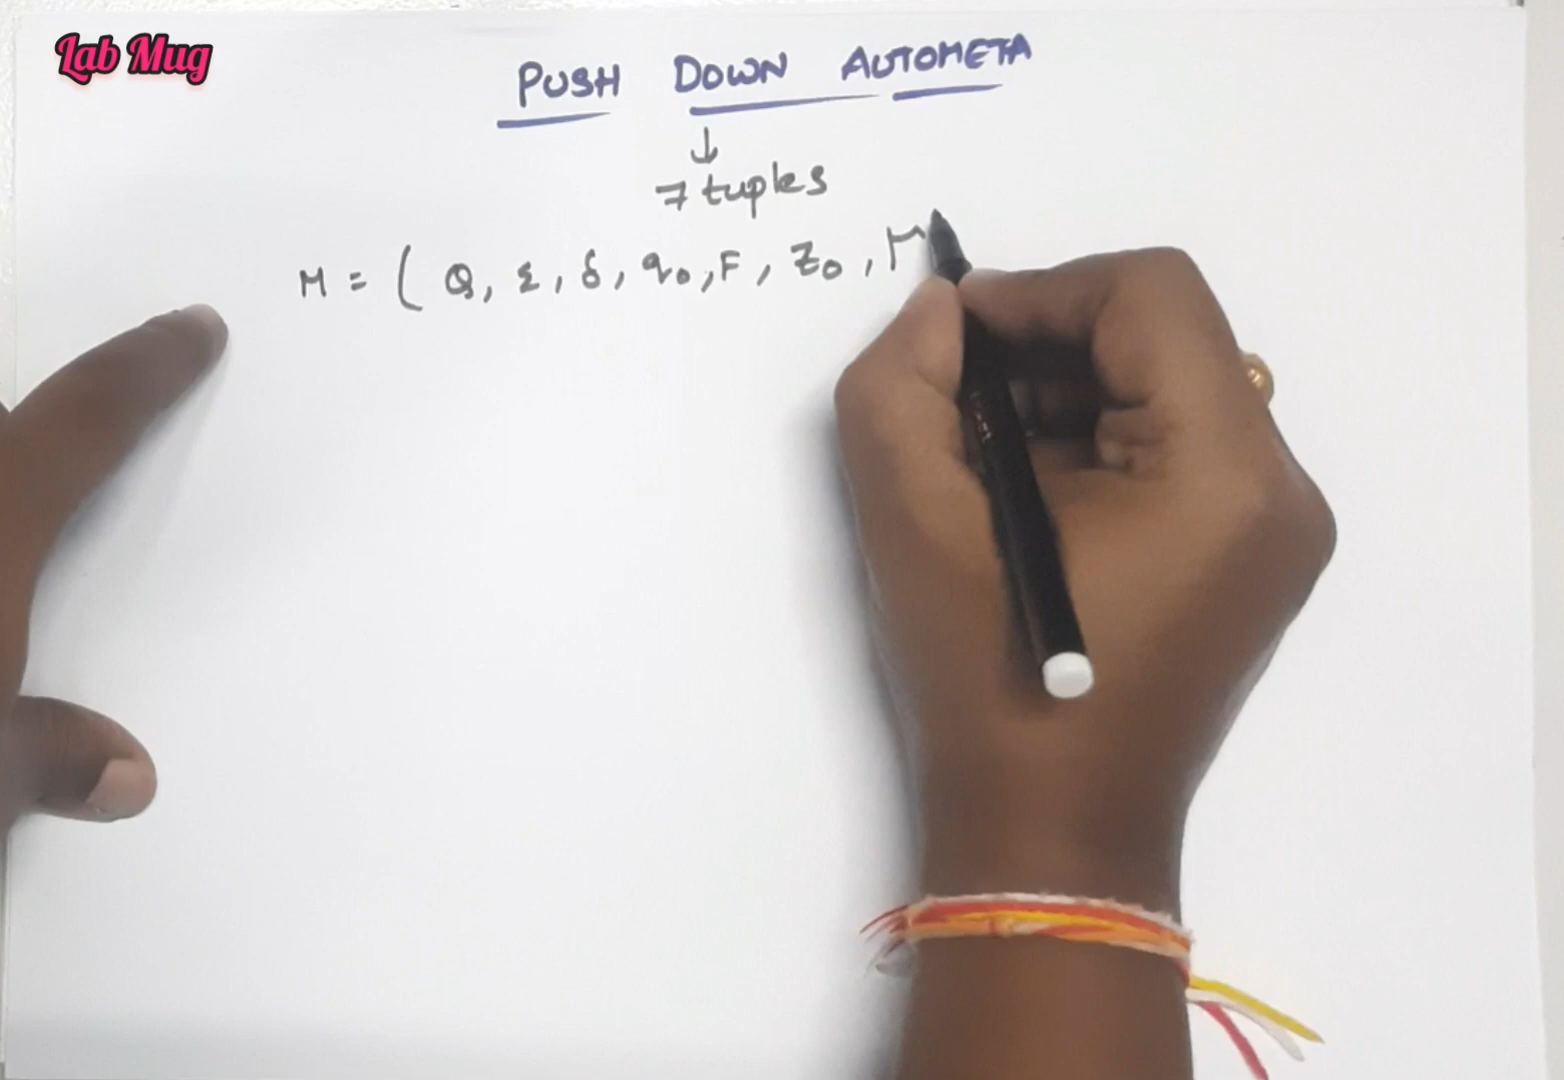 Lab Mug
PUSH DOWN AUTOMETA
↓
7 tuples
M = ( Q, Σ, δ, q0, F, Z0, Γ